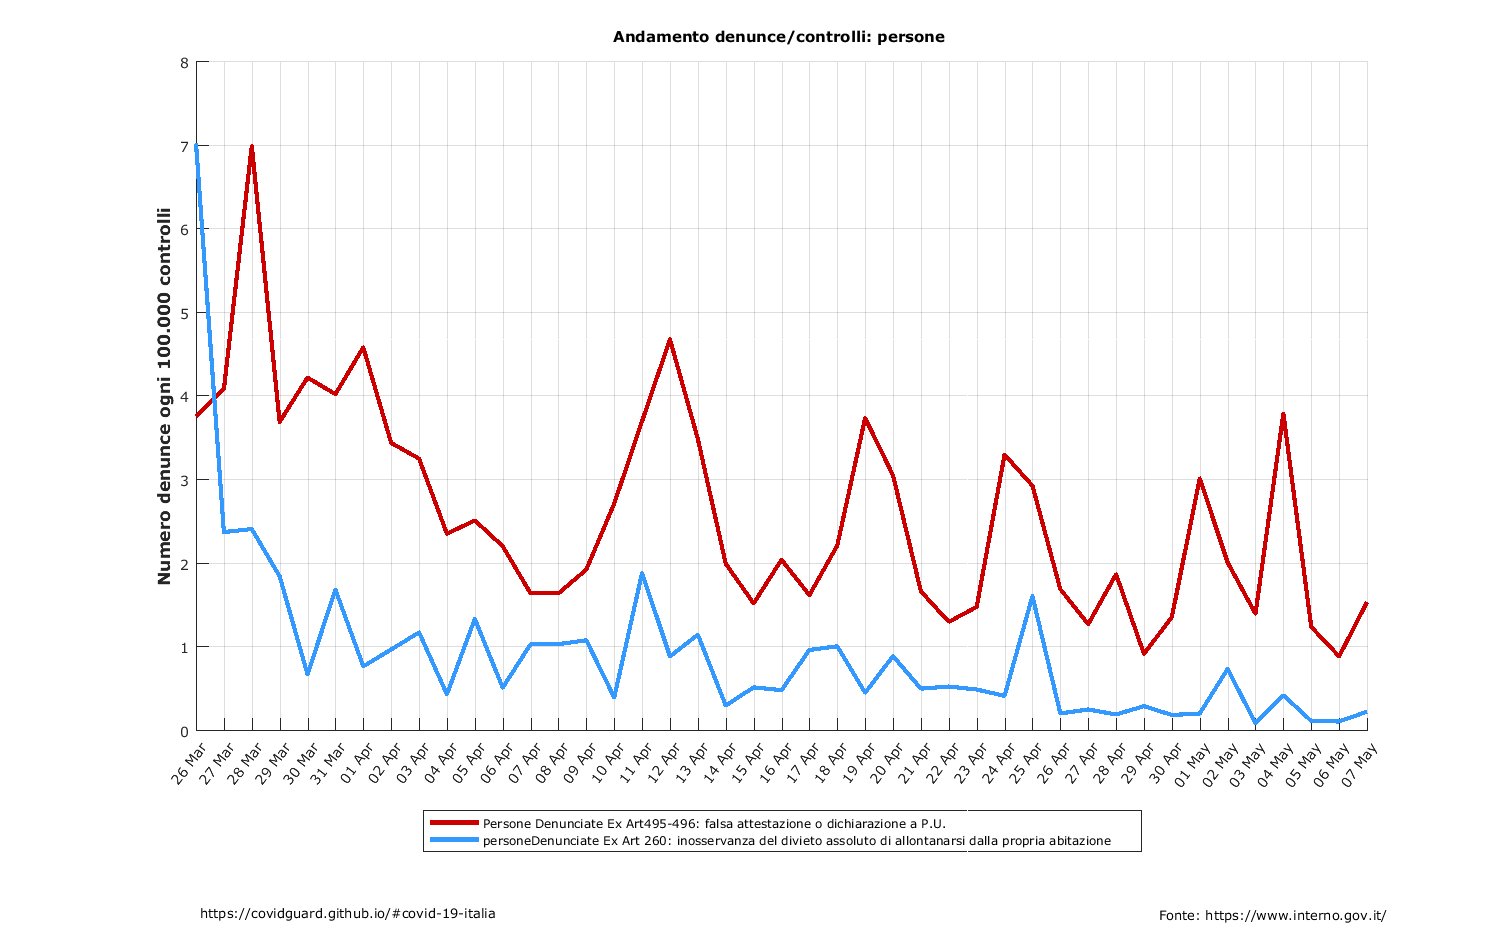 Andamento denunce/controlli: persone
Numero denunce ogni 100.000 controlli
8
7
6
5
4
3
2
1
0
26 Mar
27 Mar
28 Mar
29 Mar
30 Mar
31 Mar
01 Apr
02 Apr
03 Apr
04 Apr
05 Apr
06 Apr
07 Apr
08 Apr
09 Apr
10 Apr
11 Apr
12 Apr
13 Apr
14 Apr
15 Apr
16 Apr
17 Apr
18 Apr
19 Apr
20 Apr
21 Apr
22 Apr
23 Apr
24 Apr
25 Apr
26 Apr
27 Apr
28 Apr
29 Apr
30 Apr
01 May
02 May
03 May
04 May
05 May
06 May
07 May
Persone Denunciate Ex Art495-496: falsa attestazione o dichiarazione a P.U.
personeDenunciate Ex Art 260: inosservanza del divieto assoluto di allontanarsi dalla propria abitazione
https://covidguard.github.io/#covid-19-italia
Fonte: https://www.interno.gov.it/